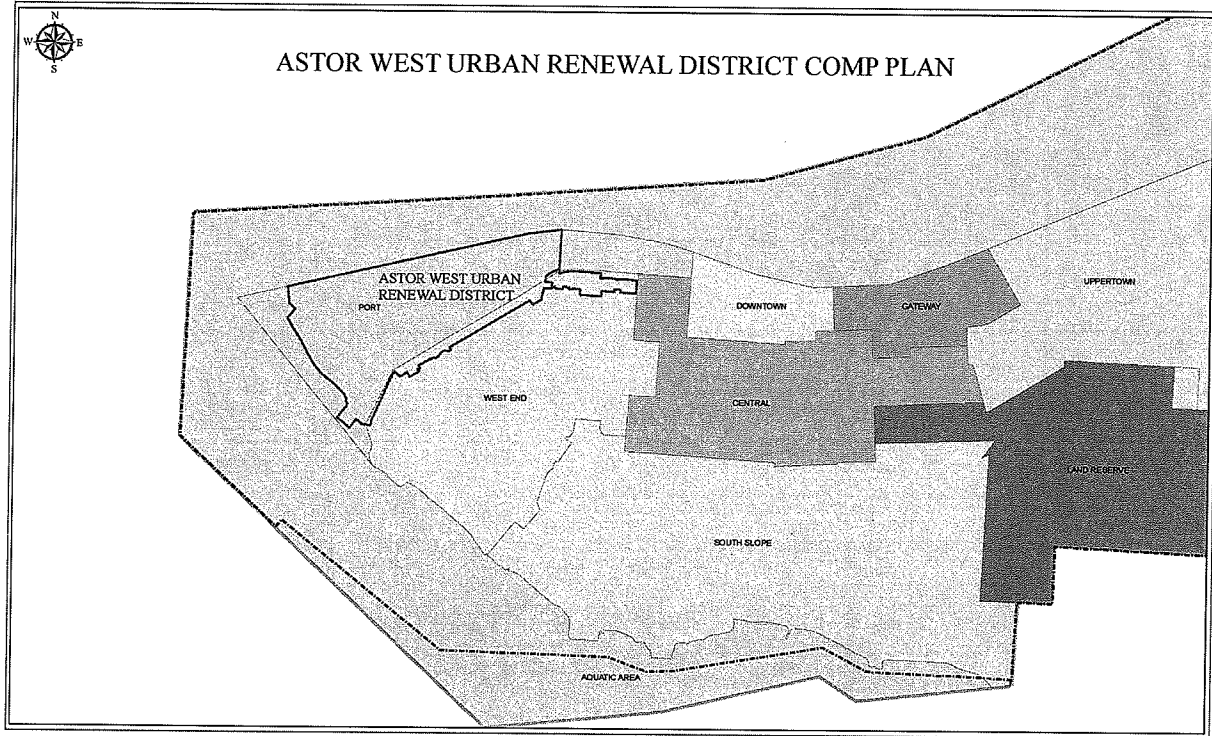 N
W E
S
ASTOR WEST URBAN RENEWAL DISTRICT COMP PLAN
ASTOR WEST URBAN
RENEWAL DISTRICT
PORT
DOWNTOWN
GATEWAY
UPPERTOWN
WEST END
CENTRAL
LAND RESERVE
SOUTH SLOPE
AQUATIC AREA